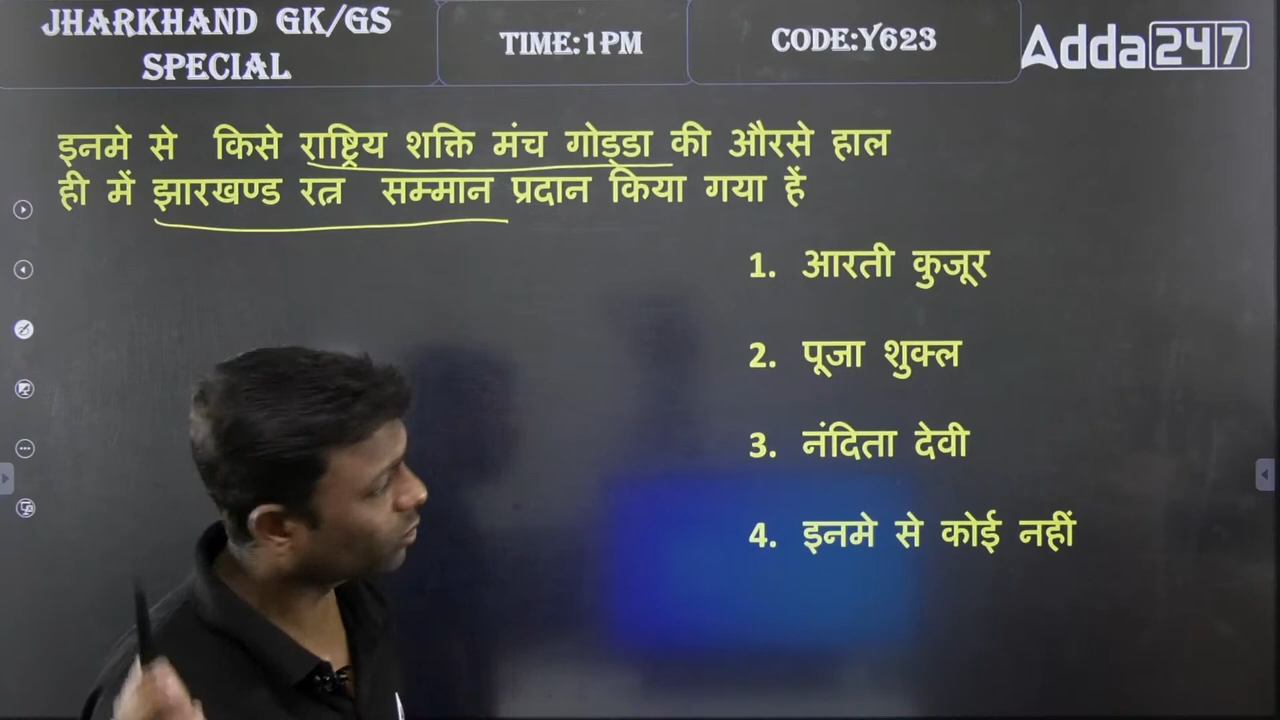 JHARKHAND GK/GS
SPECIAL
TIME:1PM
CODE:Y623
Adda247
इनमे से किसे राष्ट्रिय शक्ति मंच गोड्डा की औरसे हाल
ही में झारखण्ड रत्न सम्मान प्रदान किया गया हें
1. आरती कुजूर
2. पूजा शुक्ल
3. नंदिता देवी
4. इनमे से कोई नहीं